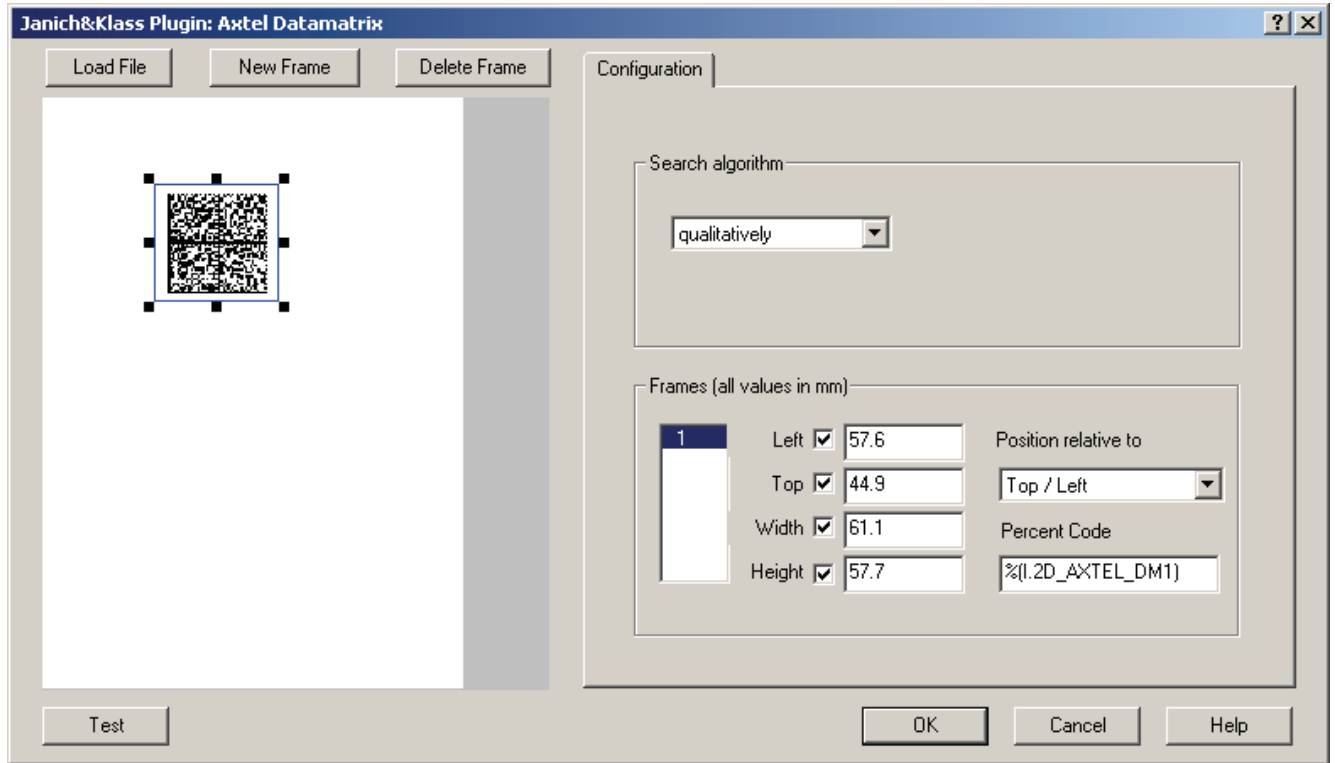 Janich&Klass Plugin: Axtel Datamatrix
Load File
New Frame
Delete Frame
Configuration
Search algorithm
qualitatively
Frames (all values in mm)
1
Left
57.6
Top
44.9
Width
61.1
Height
57.7
Position relative to
Top / Left
Percent Code
%(I.2D_AXTEL_DM1)
Test
OK
Cancel
Help